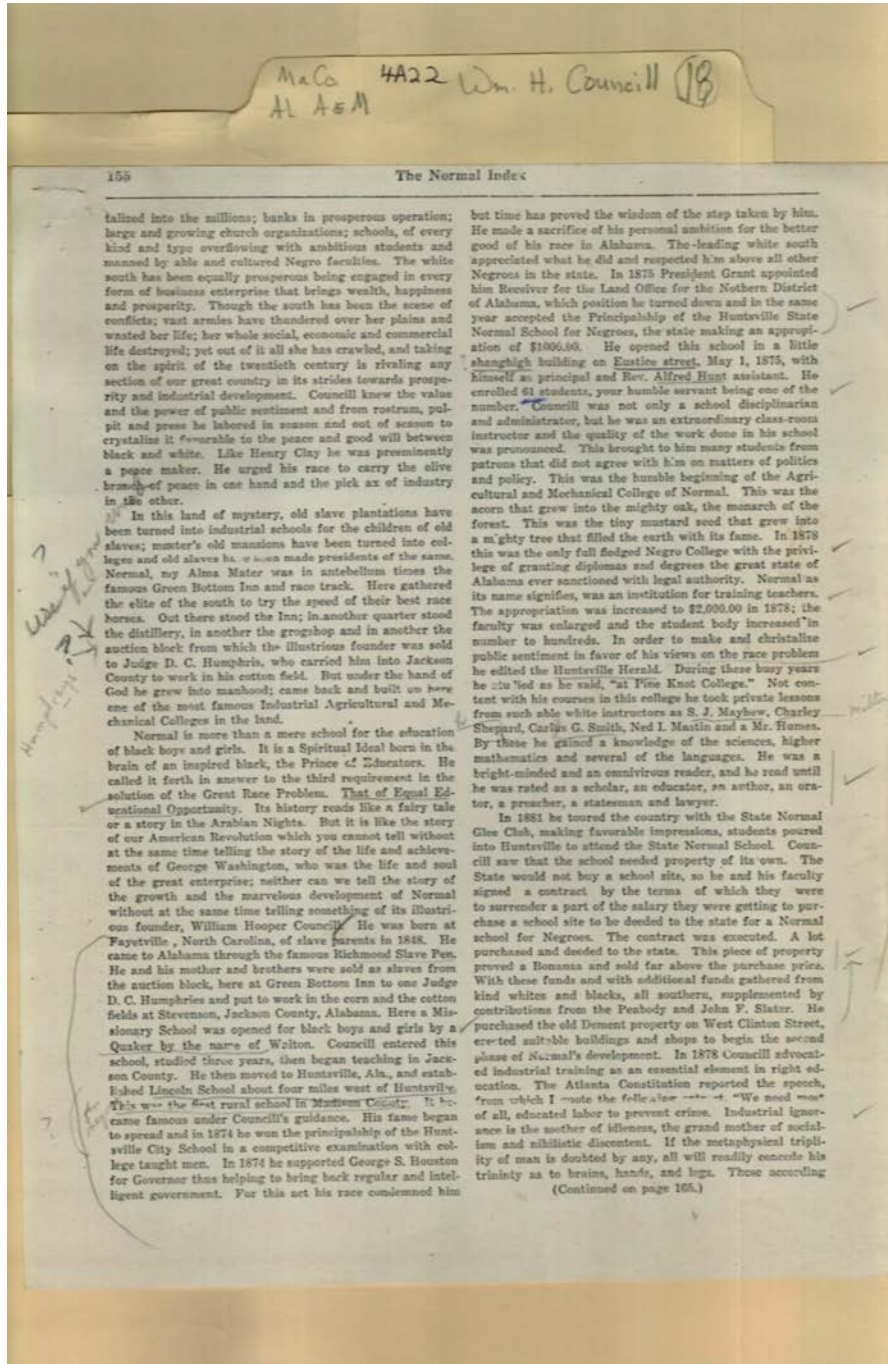 MaCo 4A22 Wm. H. Councill 18
AL A&M
155 The Normal Index
talized into the millions; banks in prosperous operation;
large and growing church organizations; schools, of every
kind and type overflowing with ambitious students and
manned by able and cultured Negro faculties. The white
south has been equally prosperous being engaged in every
form of business enterprise that brings wealth, happiness
and prosperity. Though the south has been the scene of
conflicts; vast armies have thundered over her plains and
wasted her life; her whole social, economic and commercial
life destroyed; yet out of it all she has crawled, and taking
on the spirit of the twentieth century is rivaling any
section of our great country in its strides towards prospe-
rity and industrial development. Councill knew the value
and the power of public sentiment and from rostrum, pul-
pit and press he labored in season and out of season to
crystalize it favorable to the peace and good will between
black and white. Like Henry Clay he was preeminently
a peace maker. He urged his race to carry the olive
branch of peace in one hand and the pick ax of industry
in the other.
In this land of mystery, old slave plantations have
been turned into industrial schools for the children of old
slaves; master's old mansions have been turned into col-
leges and old slaves have been made presidents of the same.
Normal, my Alma Mater was in antebellum times the
famous Green Bottom Inn and race track. Here gathered
the elite of the south to try the speed of their best race
horses. Out there stood the Inn; in another quarter stood
the distillery, in another the grogshop and in another the
auction block from which the illustrious founder was sold
to Judge D. C. Humphris, who carried him into Jackson
County to work in his cotton field. But under the hand of
God he grew into manhood; came back and built up here
one of the most famous Industrial Agricultural and Me-
chanical Colleges in the land.
Normal is more than a mere school for the education
of black boys and girls. It is a Spiritual Ideal born in the
brain of an inspired black, the Prince of Educators. He
called it forth in answer to the third requirement in the
solution of the Great Race Problem. That of Equal Ed-
ucational Opportunity. Its history reads like a fairy tale
or a story in the Arabian Nights. But it is like the story
of our American Revolution which you cannot tell without
at the same time telling the story of the life and achieve-
ments of George Washington, who was the life and soul
of the great enterprise; neither can we tell the story of
the growth and the marvelous development of Normal
without at the same time telling something of its illustri-
ous founder, William Hooper Councill. He was born at
Fayetville , North Carolina, of slave parents in 1848. He
came to Alabama through the famous Richmond Slave Pen.
He and his mother and brothers were sold as slaves from
the auction block, here at Green Bottom Inn to one Judge
D. C. Humphries and put to work in the corn and the cotton
fields at Stevenson, Jackson County, Alabama. Here a Mis-
sionary School was opened for black boys and girls by a
Quaker by the name of Walton. Councill entered this
school, studied three years, then began teaching in Jack-
son County. He then moved to Huntsville, Ala., and estab-
lished Lincoln School about four miles west of Huntsville.
This was the first rural school in Madison County. It be-
came famous under Councill's guidance. His fame began
to spread and in 1874 he won the principalship of the Hunt-
sville City School in a competitive examination with col-
lege taught men. In 1874 he supported George S. Houston
for Governor thus helping to bring back regular and intel-
ligent government. For this act his race condemned him
but time has proved the wisdom of the step taken by him.
He made a sacrifice of his personal ambition for the better
good of his race in Alabama. The leading white south
appreciated what he did and respected him above all other
Negroes in the state. In 1875 President Grant appointed
him Receiver for the Land Office for the Nothern District
of Alabama, which position he turned down and in the same
year accepted the Principalship of the Huntsville State
Normal School for Negroes, the state making an appropi-
ation of $1000.00. He opened this school in a little
shanghigh building on Eustice street, May 1, 1875, with
himself as principal and Rev. Alfred Hunt assistant. He
enrolled 61 students, your humble servant being one of the
number. Councill was not only a school disciplinarian
and administrator, but he was an extraordinary class-room
instructor and the quality of the work done in his school
was pronounced. This brought to him many students from
patrons that did not agree with him on matters of politics
and policy. This was the humble beginning of the Agri-
cultural and Mechanical College of Normal. This was the
acorn that grew into the mighty oak, the monarch of the
forest. This was the tiny mustard seed that grew into
a mighty tree that filled the earth with its fame. In 1878
this was the only full fledged Negro College with the privi-
lege of granting diplomas and degrees the great state of
Alabama ever sanctioned with legal authority. Normal as
its name signifies, was an institution for training teachers.
The appropriation was increased to $2,000.00 in 1878; the
faculty was enlarged and the student body increased in
number to hundreds. In order to make and christalize
public sentiment in favor of his views on the race problem
he edited the Huntsville Herald. During these busy years
he studied as he said, "at Pine Knot College." Not con-
tent with his courses in this college he took private lessons
from such able white instructors as S. J. Mayhew, Charley
Shepard, Carlus G. Smith, Ned I. Mastin and a Mr. Humes.
By these he gained a knowledge of the sciences, higher
mathematics and several of the languages. He was a
bright-minded and an omnivirous reader, and he read until
he was rated as a scholar, an educator, an author, an ora-
tor, a preacher, a statesman and lawyer.
In 1881 he toured the country with the State Normal
Glee Club, making favorable impressions, students poured
into Huntsville to attend the State Normal School. Coun-
cill saw that the school needed property of its own. The
State would not buy a school site, so he and his faculty
signed a contract by the terms of which they were
to surrender a part of the salary they were getting to pur-
chase a school site to be deeded to the state for a Normal
school for Negroes. The contract was executed. A lot
purchased and deeded to the state. This piece of property
proved a Bonanza and sold far above the purchase price.
With these funds and with additional funds gathered from
kind whites and blacks, all southern, supplemented by
contributions from the Peabody and John F. Slater. He
purchased the old Dement property on West Clinton Street,
erected suitable buildings and shops to begin the second
phase of Normal's development. In 1878 Councill advocat-
ed industrial training as an essential element in right ed-
ucation. The Atlanta Constitution reported the speech,
from which I quote the following "We need most
of all, educated labor to prevent crime. Industrial ignor-
ance is the mother of idleness, the grand mother of social-
ism and nihilistic discontent. If the metaphysical tripli-
ity of man is doubted by any, all will readily concede his
trininty as to brains, hands, and legs. These according
(Continued on page 165.)
? use if you
?
Humphreys